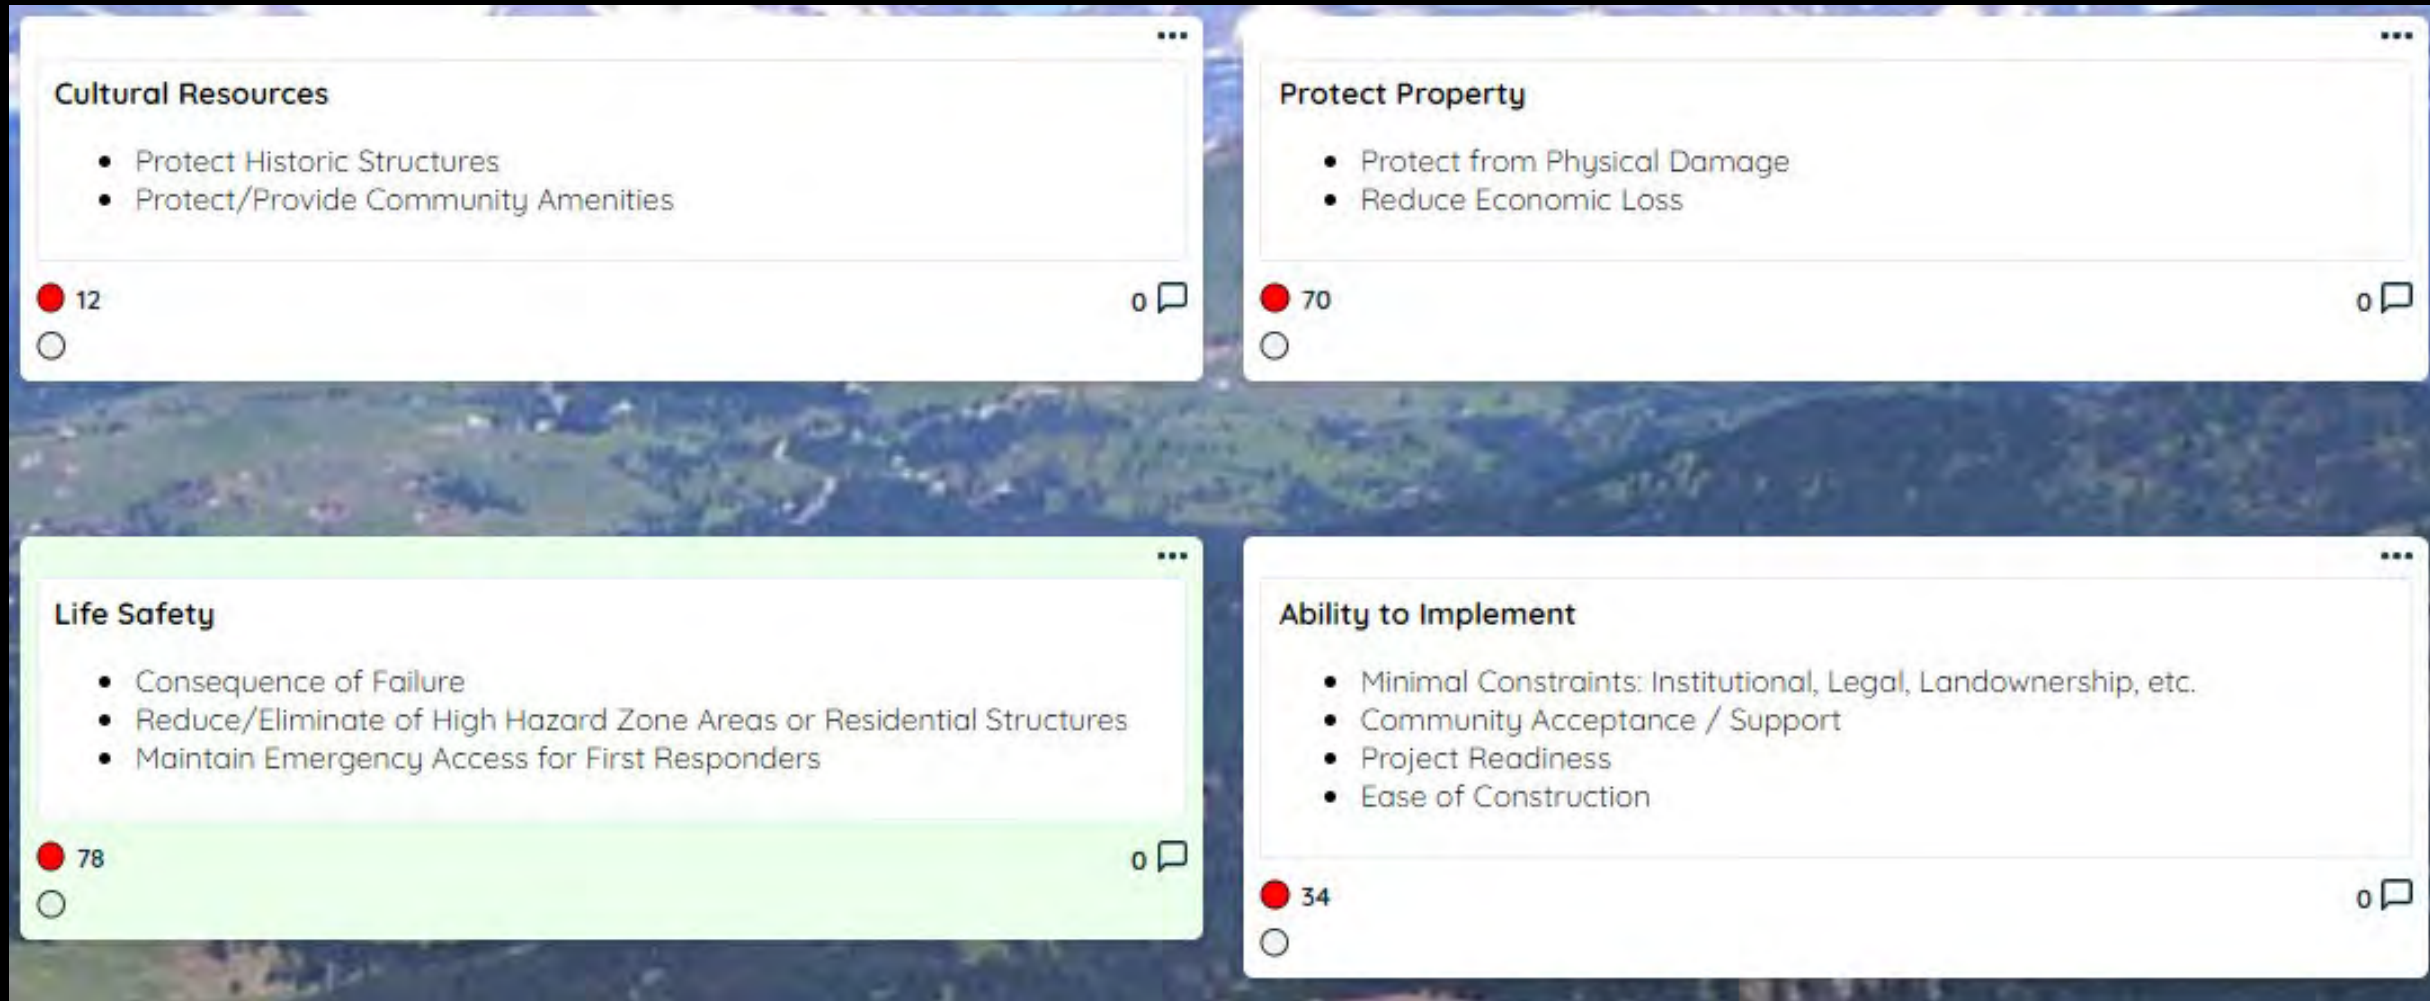 Cultural Resources
Protect Historic Structures
Protect/Provide Community Amenities
12
0
Protect Property
Protect from Physical Damage
Reduce Economic Loss
70
0
Life Safety
Consequence of Failure
Reduce/Eliminate of High Hazard Zone Areas or Residential Structures
Maintain Emergency Access for First Responders
78
0
Ability to Implement
Minimal Constraints: Institutional, Legal, Landownership, etc.
Community Acceptance / Support
Project Readiness
Ease of Construction
34
0